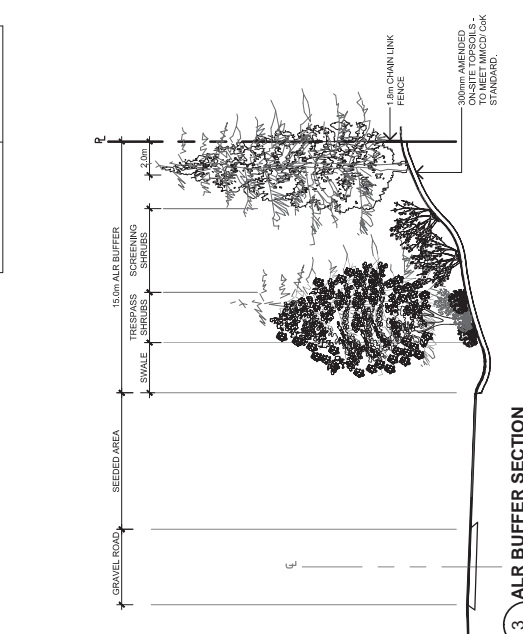 PL
2.0m
15.0m ALR BUFFER
SCREENING
SHRUBS
TRESPASS
SHRUBS
SWALE
SEEDED AREA
GRAVEL ROAD
CL
1.8m CHAIN LINK
FENCE
300mm AMENDED
ON-SITE TOPSOILS -
TO MEET MMCD/ CoK
STANDARD.
3 ALR BUFFER SECTION